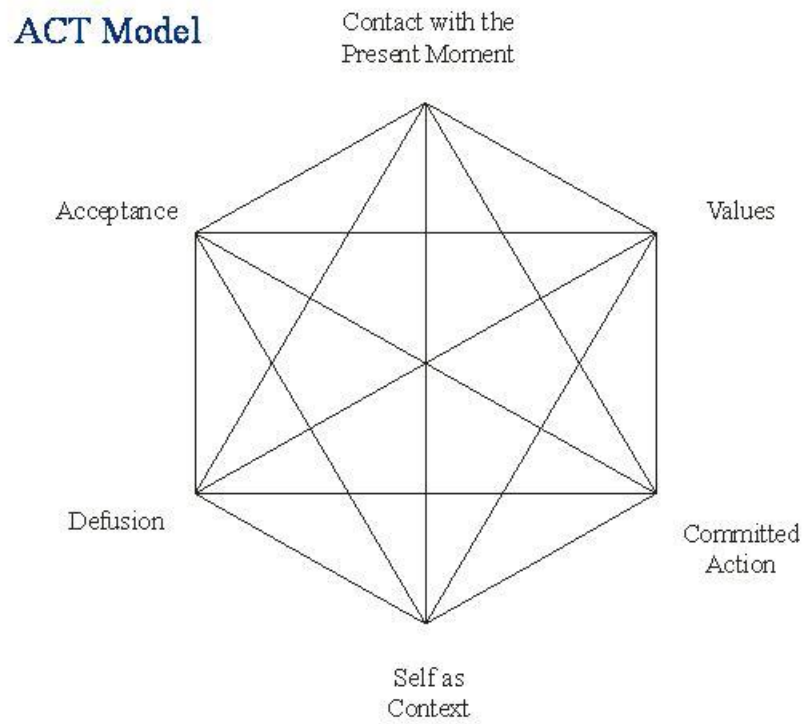 ACT Model
Contact with the
Present Moment
Acceptance
Values
Defusion
Committed
Action
Self as
Context